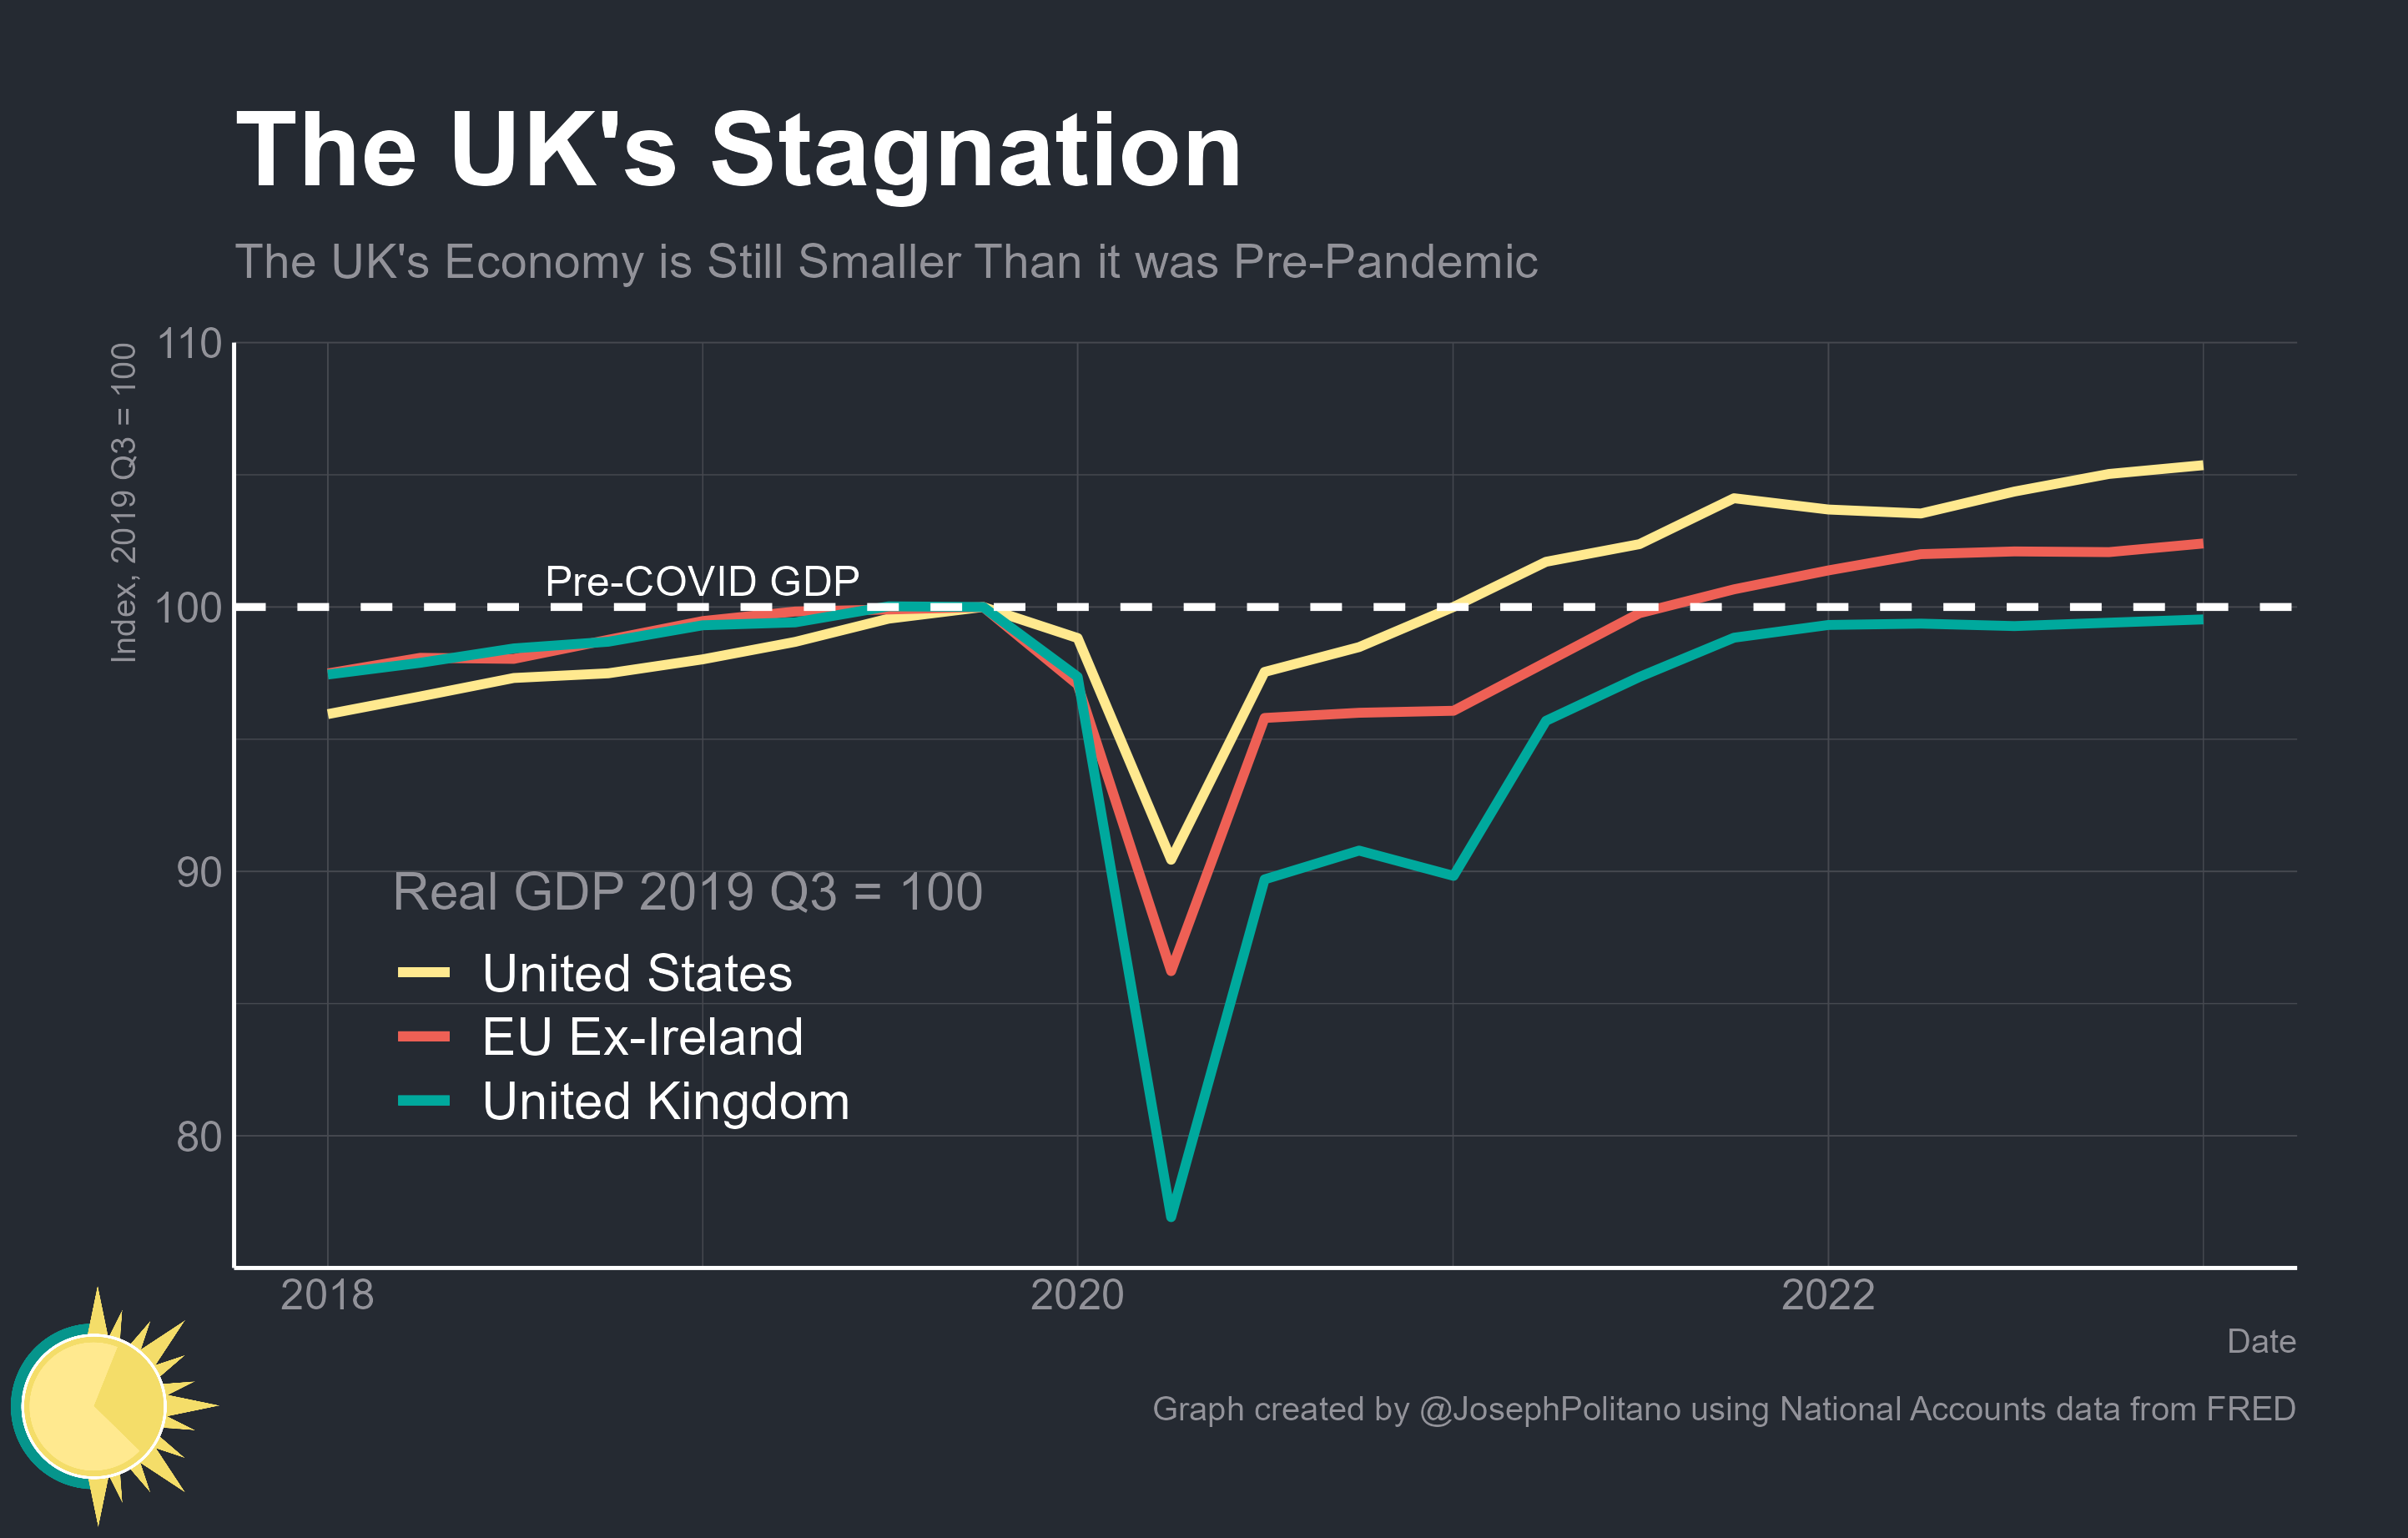 The UK's Stagnation
The UK's Economy is Still Smaller Than it was Pre-Pandemic
Index, 2019 Q3 = 100
110
100
90
80
Pre-COVID GDP
Real GDP 2019 Q3 = 100
United States
EU Ex-Ireland
United Kingdom
2018
2020
2022
Date
Graph created by @JosephPolitano using National Accounts data from FRED